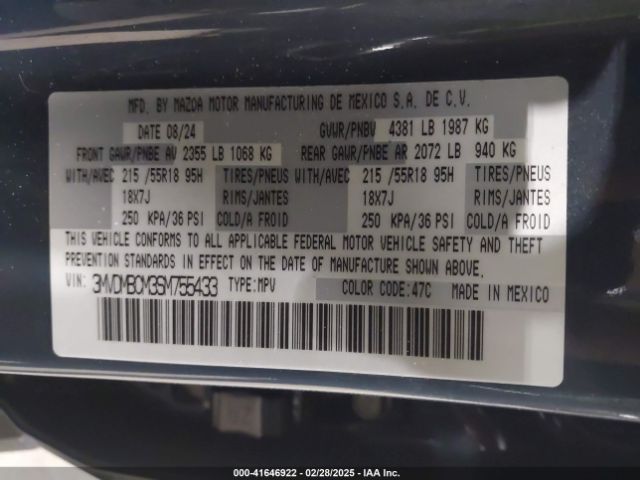 MFD. BY MAZDA MOTOR MANUFACTURING DE MEXICO S.A. DE C.V.
DATE 08/24 GVWR/PNBV 4381 LB 1987 KG
FRONT GAWR/PNBE AV 2355 LB 1068 KG REAR GAWR/PNBE AR 2072 LB 940 KG
WITH/AVEC 215 /55R18 95H TIRES/PNEUS WITH/AVEC 215 /55R18 95H TIRES/PNEUS
18X7J RIMS/JANTES 18X7J RIMS/JANTES
250 KPA/36 PSI COLD/A FROID 250 KPA/36 PSI COLD/A FROID
THIS VEHICLE CONFORMS TO ALL APPLICABLE FEDERAL MOTOR VEHICLE SAFETY AND THEFT
PREVENTION STANDARDS IN EFFECT ON THE DATE OF MANUFACTURE SHOWN ABOVE.
VIN: 3MVDMBCM3SM755433 TYPE:MPV COLOR CODE:47C MADE IN MEXICO
000-41646922 02/28/2025 IAA Inc.